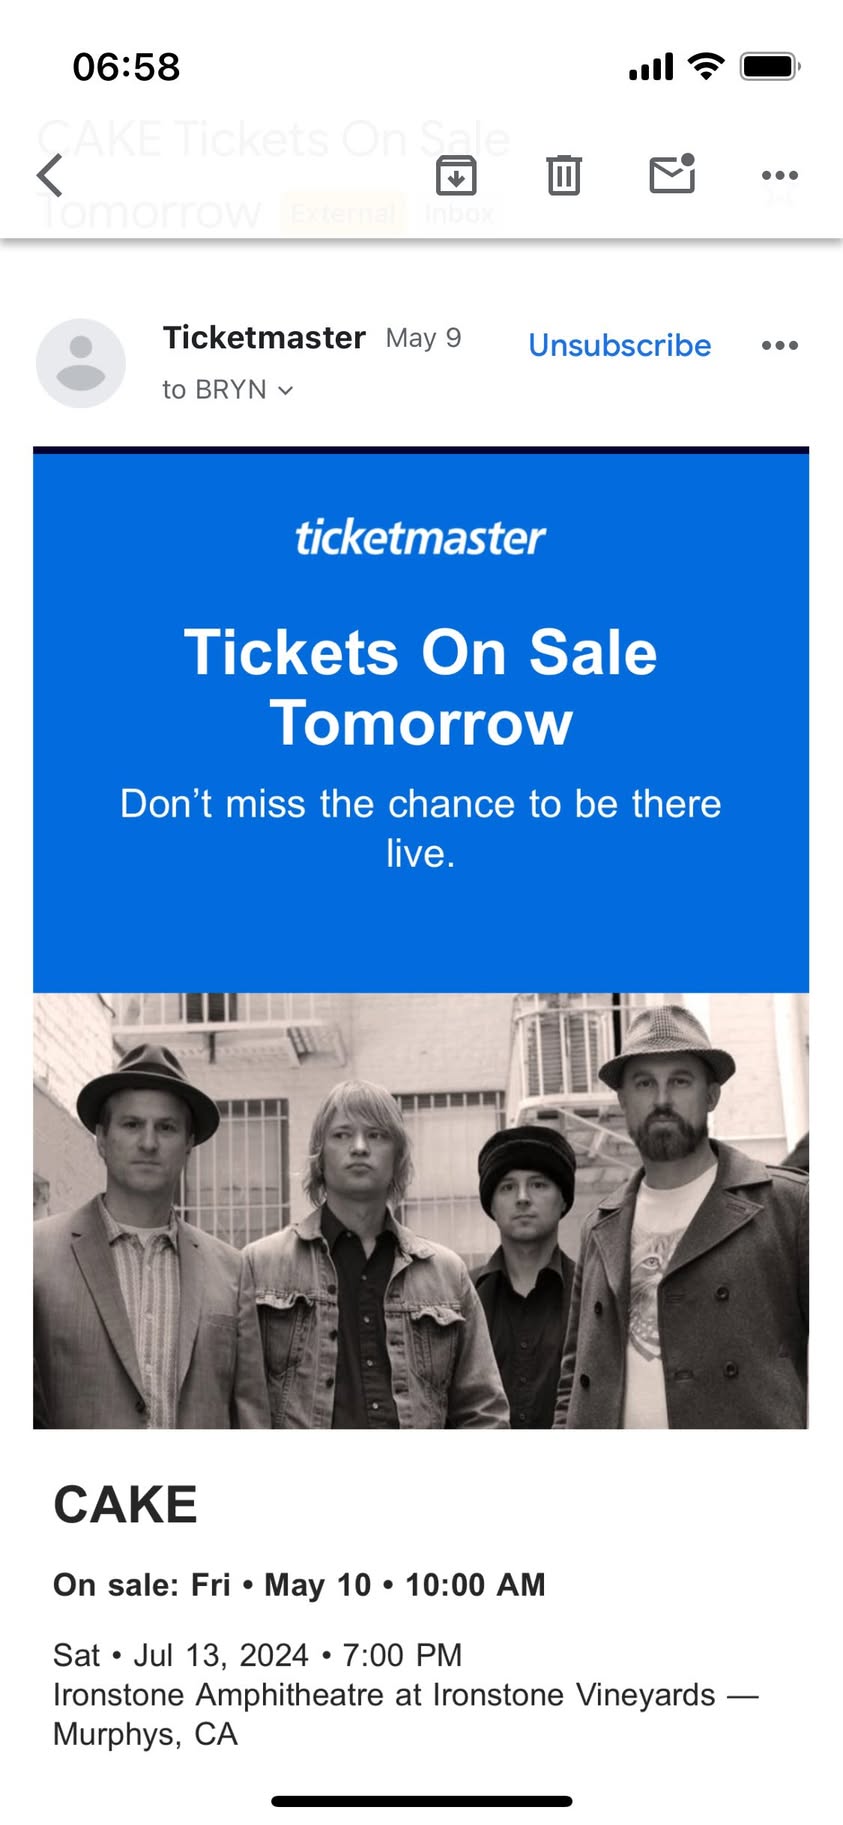 06:58
CAKE Tickets On Sale
Tomorrow External Inbox
Ticketmaster May 9 Unsubscribe
to BRYN
ticketmaster
Tickets On Sale
Tomorrow
Don’t miss the chance to be there
live.
CAKE
On sale: Fri • May 10 • 10:00 AM
Sat • Jul 13, 2024 • 7:00 PM
Ironstone Amphitheatre at Ironstone Vineyards —
Murphys, CA